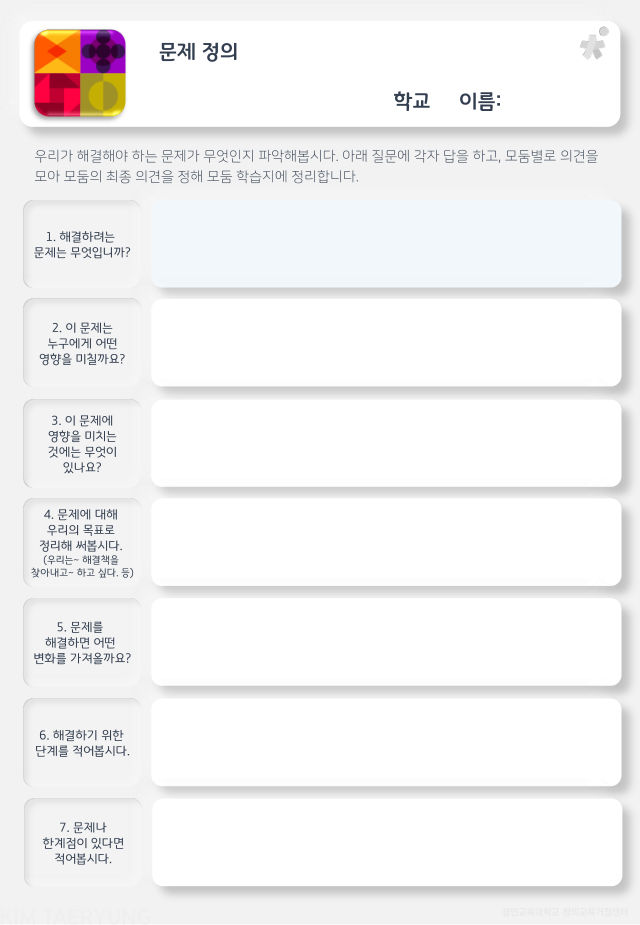 문제 정의
학교 이름:
우리가 해결해야 하는 문제가 무엇인지 파악해봅시다. 아래 질문에 각자 답을 하고, 모둠별로 의견을
모아 모둠의 최종 의견을 정해 모둠 학습지에 정리합니다.
1. 해결하려는
문제는 무엇입니까?
2. 이 문제는
누구에게 어떤
영향을 미칠까요?
3. 이 문제에
영향을 미치는
것에는 무엇이
있나요?
4. 문제에 대해
우리의 목표로
정리해 써봅시다.
(우리는~ 해결책을
찾아내고~ 하고 싶다. 등)
5. 문제를
해결하면 어떤
변화를 가져올까요?
6. 해결하기 위한
단계를 적어봅시다.
7. 문제나
한계점이 있다면
적어봅시다.
KIM TAERYUNG